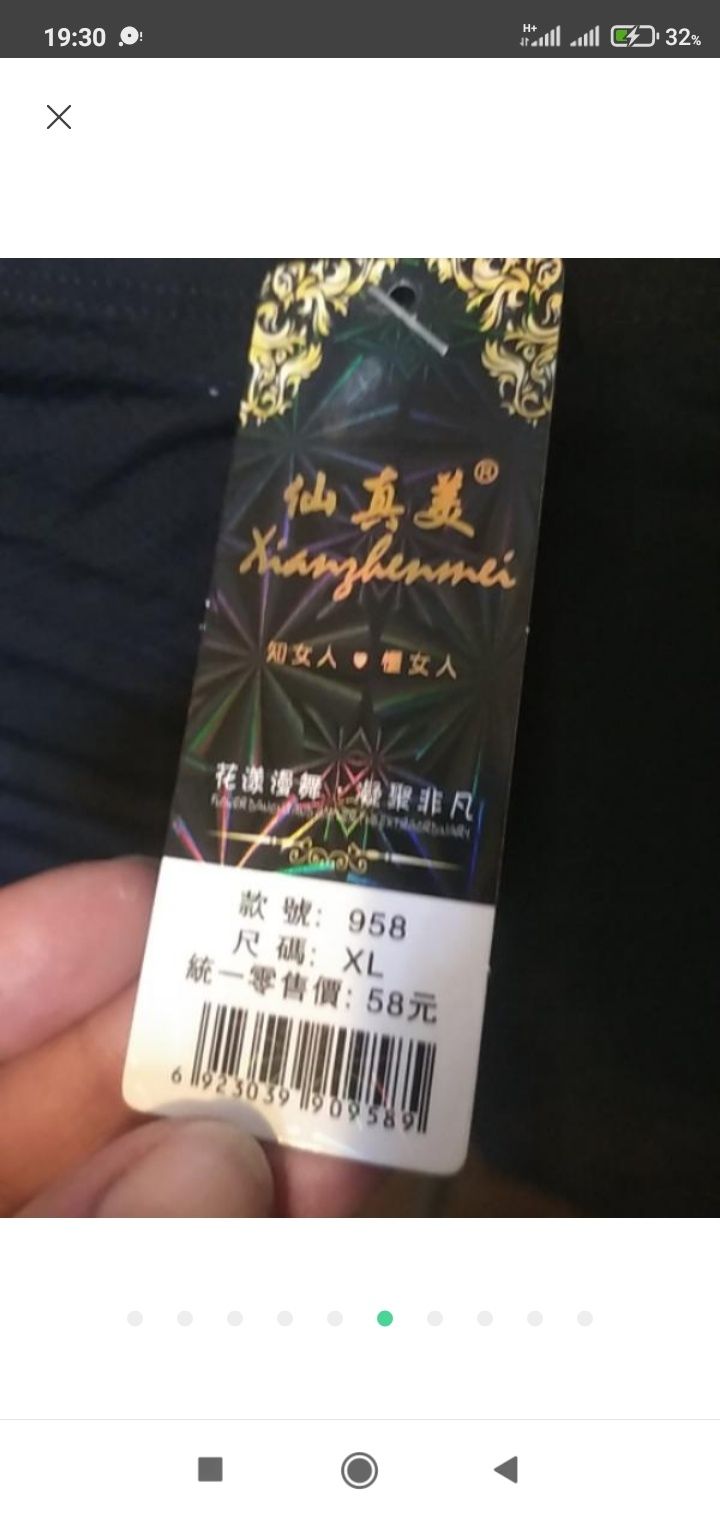 19:30
H+
32%
仙真美®
Xianzhenmei
知女人♥懂女人
花漾漫舞·凝聚非凡
款號: 958
尺碼: XL
統一零售價: 58元
6 923039 909589